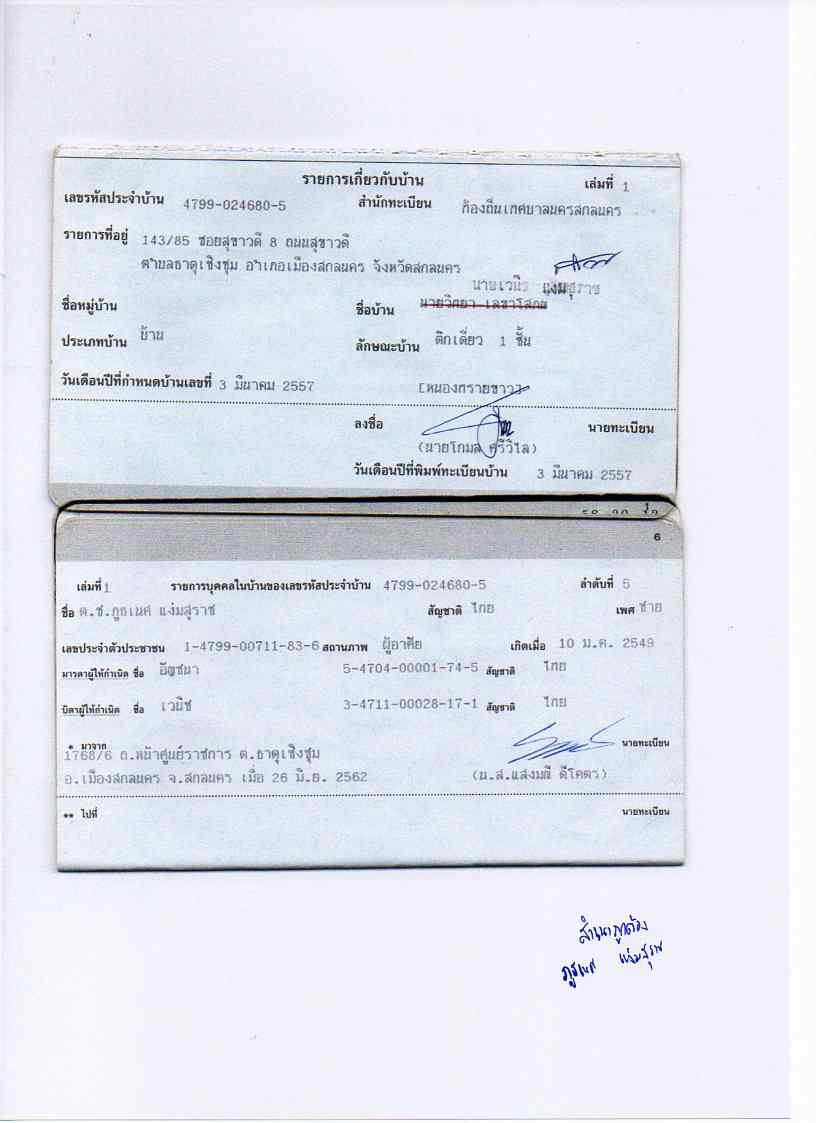 รายการเกี่ยวกับบ้าน เล่มที่ 1
เลขรหัสประจำบ้าน 4799-024680-5 สำนักทะเบียน ท้องถิ่นเทศบาลนครสกลนคร
รายการที่อยู่ 143/85 ซอยสุขาวดี 8 ถนนสุขาวดี
ตำบลธาตุเชิงชุม อำเภอเมืองสกลนคร จังหวัดสกลนคร
นายเวนิช แง่มสุราช
ชื่อหมู่บ้าน ชื่อบ้าน นายวิทยา เลขาโสภณ
ประเภทบ้าน บ้าน ลักษณะบ้าน ตึกเดี่ยว 1 ชั้น
วันเดือนปีที่กำหนดบ้านเลขที่ 3 มีนาคม 2557 [หนองทรายขาว]
ลงชื่อ นายทะเบียน
(นายโกมล ศรีวิไล)
วันเดือนปีที่พิมพ์ทะเบียนบ้าน 3 มีนาคม 2557
6
เล่มที่ 1 รายการบุคคลในบ้านของเลขรหัสประจำบ้าน 4799-024680-5 ลำดับที่ 5
ชื่อ ด.ช.ภูธเนศ แง่มสุราช สัญชาติ ไทย เพศ ชาย
เลขประจำตัวประชาชน 1-4799-00711-83-6 สถานภาพ ผู้อาศัย เกิดเมื่อ 10 ม.ค. 2549
มารดาผู้ให้กำเนิด ชื่อ อัญชนา 5-4704-00001-74-5 สัญชาติ ไทย
บิดาผู้ให้กำเนิด ชื่อ เวนิช 3-4711-00028-17-1 สัญชาติ ไทย
* มาจาก นายทะเบียน
1768/6 ถ.หน้าศูนย์ราชการ ต.ธาตุเชิงชุม
อ.เมืองสกลนคร จ.สกลนคร เมื่อ 26 มิ.ย. 2562 (น.ส.แสงมณี ดีโคตร)
** ไปที่ นายทะเบียน
สำเนาถูกต้อง
ภูธเนศ แง่มสุราช